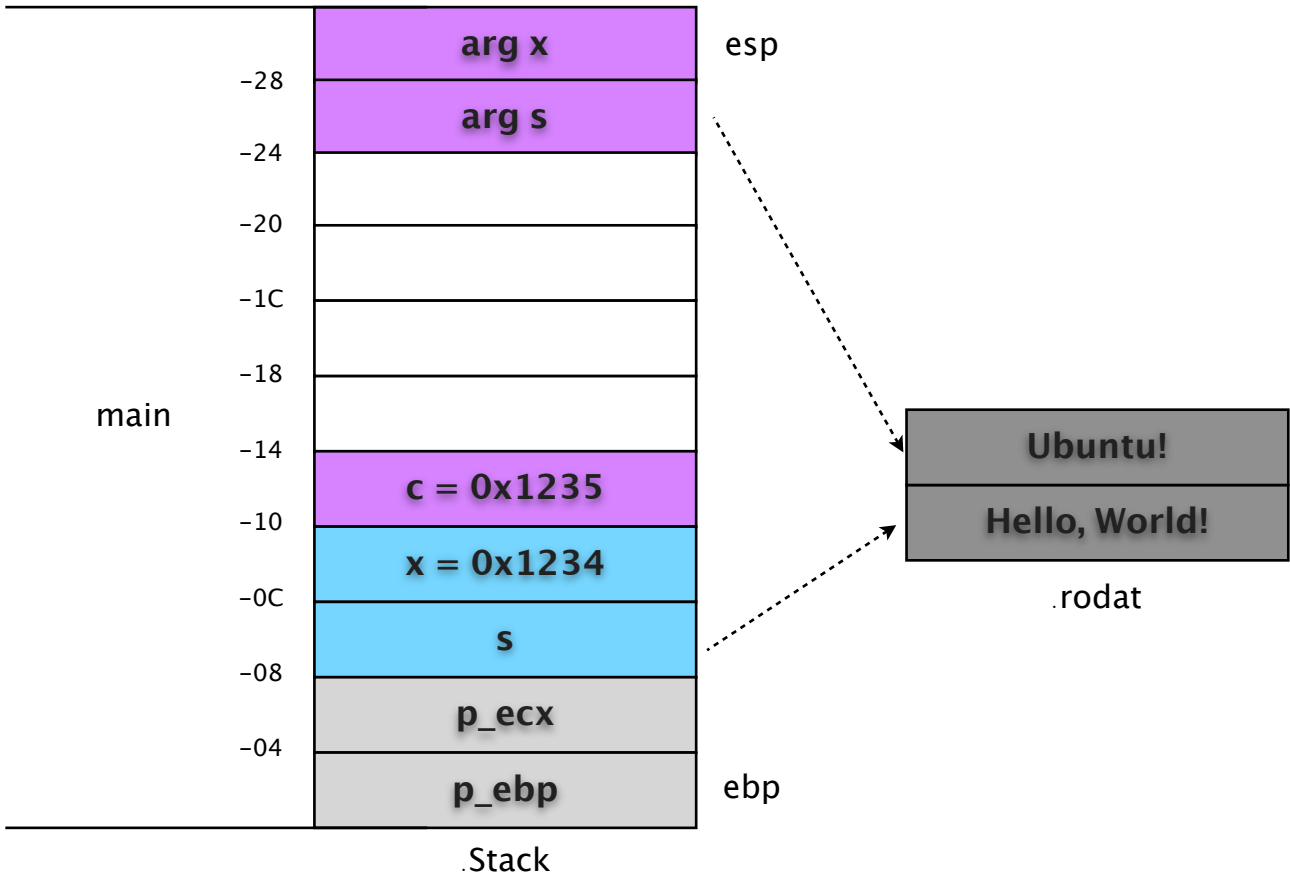 arg x
esp
-28
arg s
-24
-20
-1C
-18
main
-14
Ubuntu!
c = 0x1235
-10
Hello, World!
x = 0x1234
-0C
.rodat
s
-08
p_ecx
-04
p_ebp
ebp
.Stack